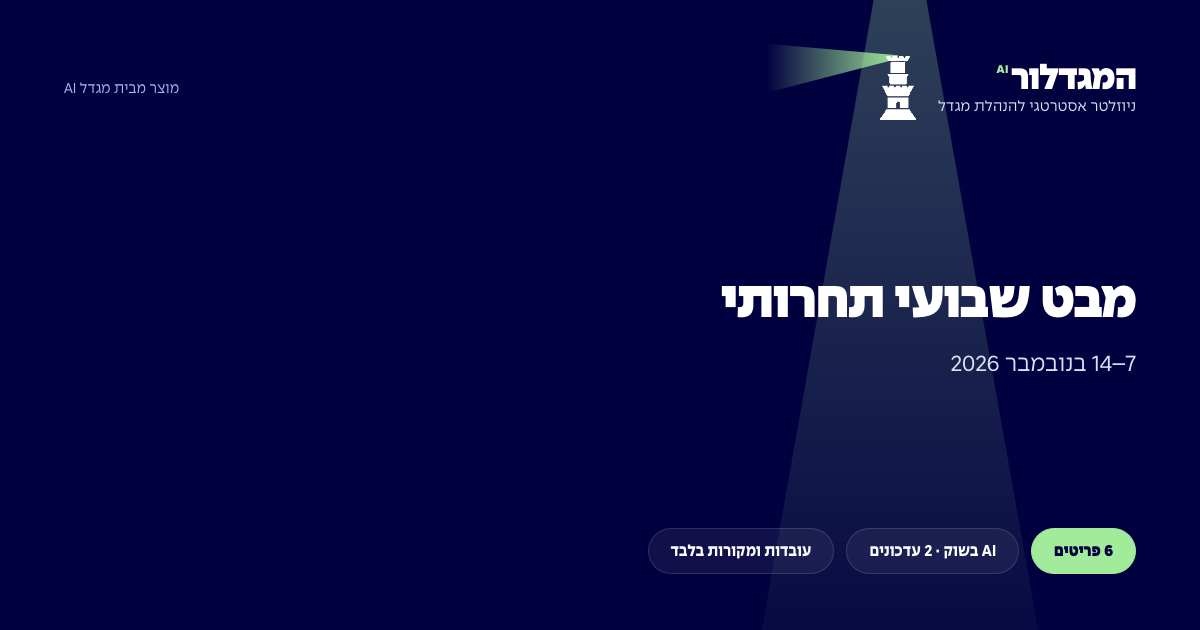 המגדלור AI
ניוזלטר אסטרטגי להנהלת מגדל
מוצר מבית מגדל AI
מבט שבועי תחרותי
7–14 בנובמבר 2026
6 פריטים
AI בשוק · 2 עדכונים
עובדות ומקורות בלבד